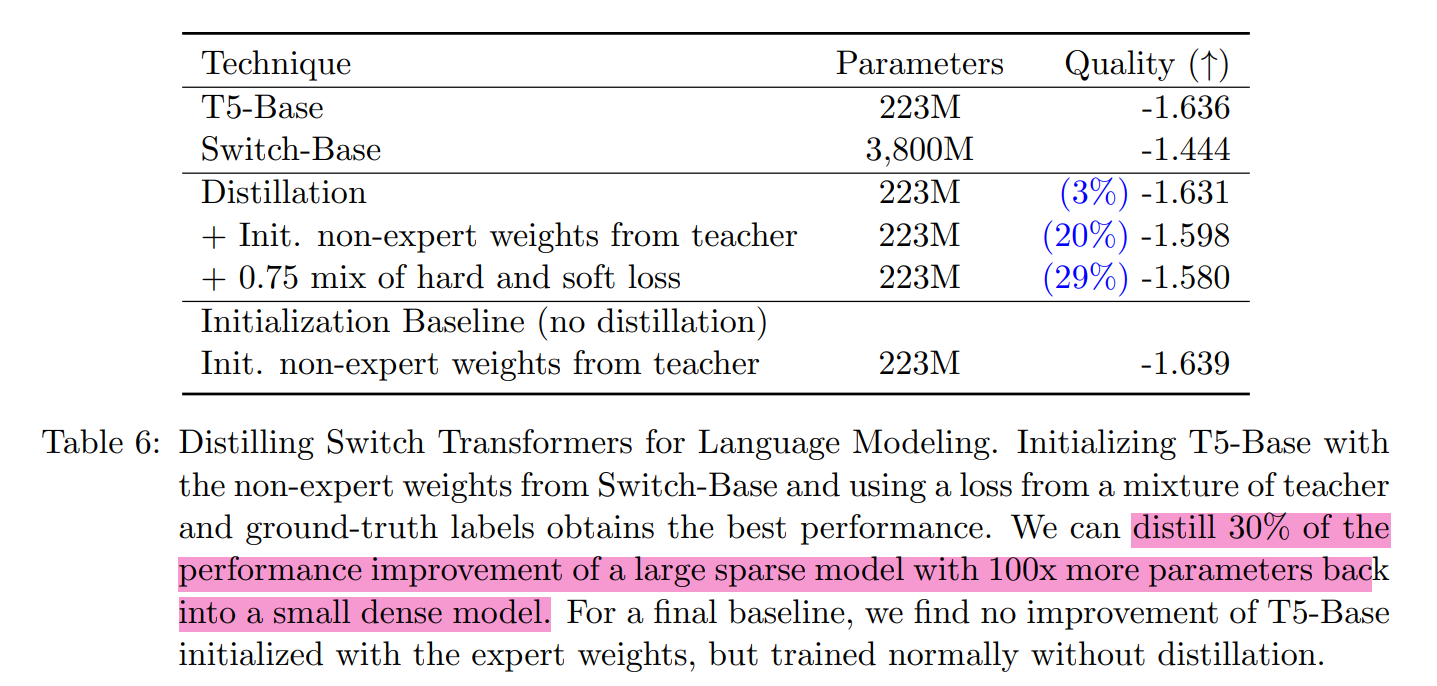 Technique Parameters Quality (↑)
T5-Base 223M -1.636
Switch-Base 3,800M -1.444
Distillation 223M (3%) -1.631
+ Init. non-expert weights from teacher 223M (20%) -1.598
+ 0.75 mix of hard and soft loss 223M (29%) -1.580
Initialization Baseline (no distillation)
Init. non-expert weights from teacher 223M -1.639
Table 6: Distilling Switch Transformers for Language Modeling. Initializing T5-Base with
the non-expert weights from Switch-Base and using a loss from a mixture of teacher
and ground-truth labels obtains the best performance. We can distill 30% of the
performance improvement of a large sparse model with 100x more parameters back
into a small dense model. For a final baseline, we find no improvement of T5-Base
initialized with the expert weights, but trained normally without distillation.